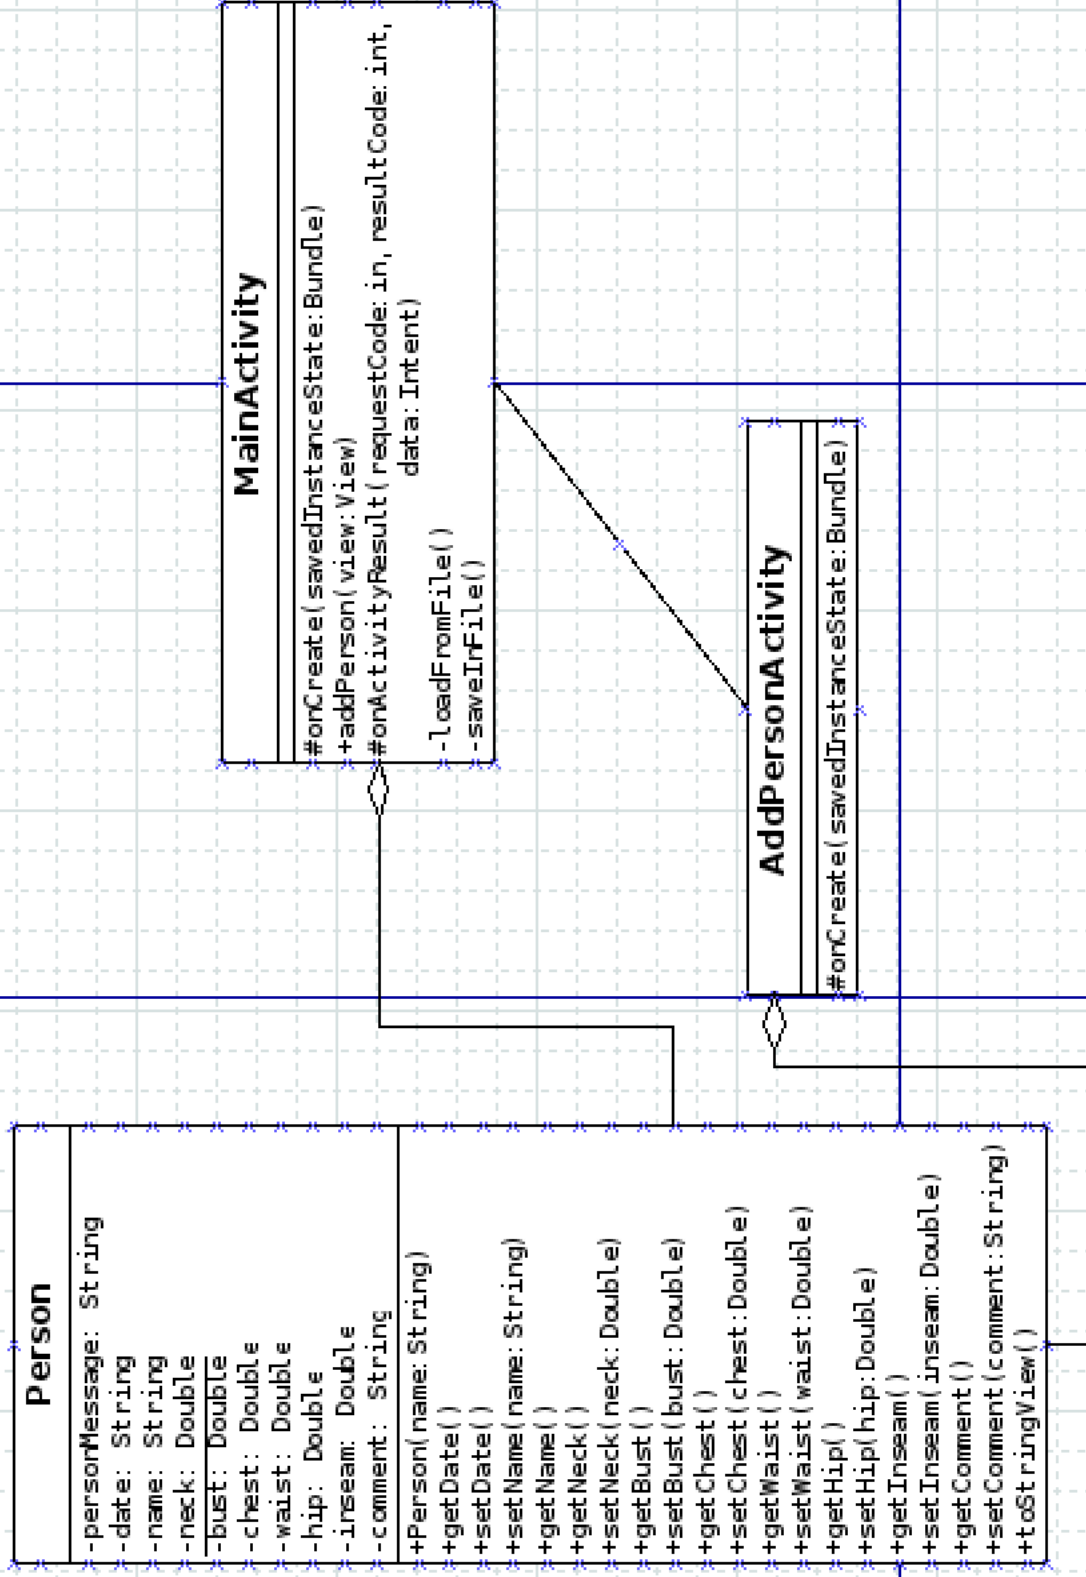 MainActivity
#onCreate(savedInstanceState:Bundle)
+addPerson(view:View)
#onActivityResult(requestCode:in, resultCode:int,
data:Intent)
-loadFromFile()
-saveInFile()
AddPersonActivity
#onCreate(savedInstanceState:Bundle)
Person
-personMessage: String
-date: String
-name: String
-neck: Double
-bust: Double
-chest: Double
-waist: Double
-hip: Double
-inseam: Double
-comment: String
+Person(name:String)
+getDate()
+setDate()
+setName(name:String)
+getName()
+getNeck()
+setNeck(neck:Double)
+getBust()
+setBust(bust:Double)
+getChest()
+setChest(chest:Double)
+getWaist()
+setWaist(waist:Double)
+getHip()
+setHip(hip:Double)
+getInseam()
+setInseam(inseam:Double)
+getComment()
+setComment(comment:String)
+toStringView()